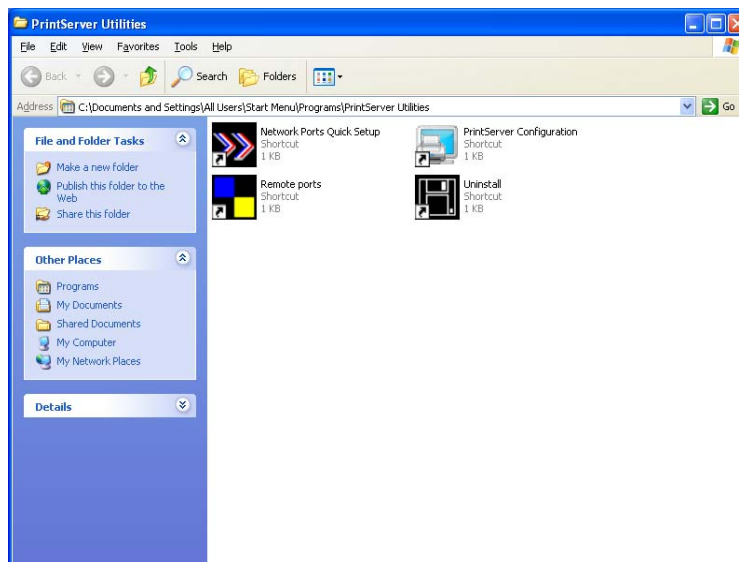 PrintServer Utilities
File Edit View Favorites Tools Help
Back Search Folders
Address C:\Documents and Settings\All Users\Start Menu\Programs\PrintServer Utilities Go
File and Folder Tasks
Make a new folder
Publish this folder to the
Web
Share this folder
Other Places
Programs
My Documents
Shared Documents
My Computer
My Network Places
Details
Network Ports Quick Setup
Shortcut
1 KB
PrintServer Configuration
Shortcut
1 KB
Remote ports
Shortcut
1 KB
Uninstall
Shortcut
1 KB